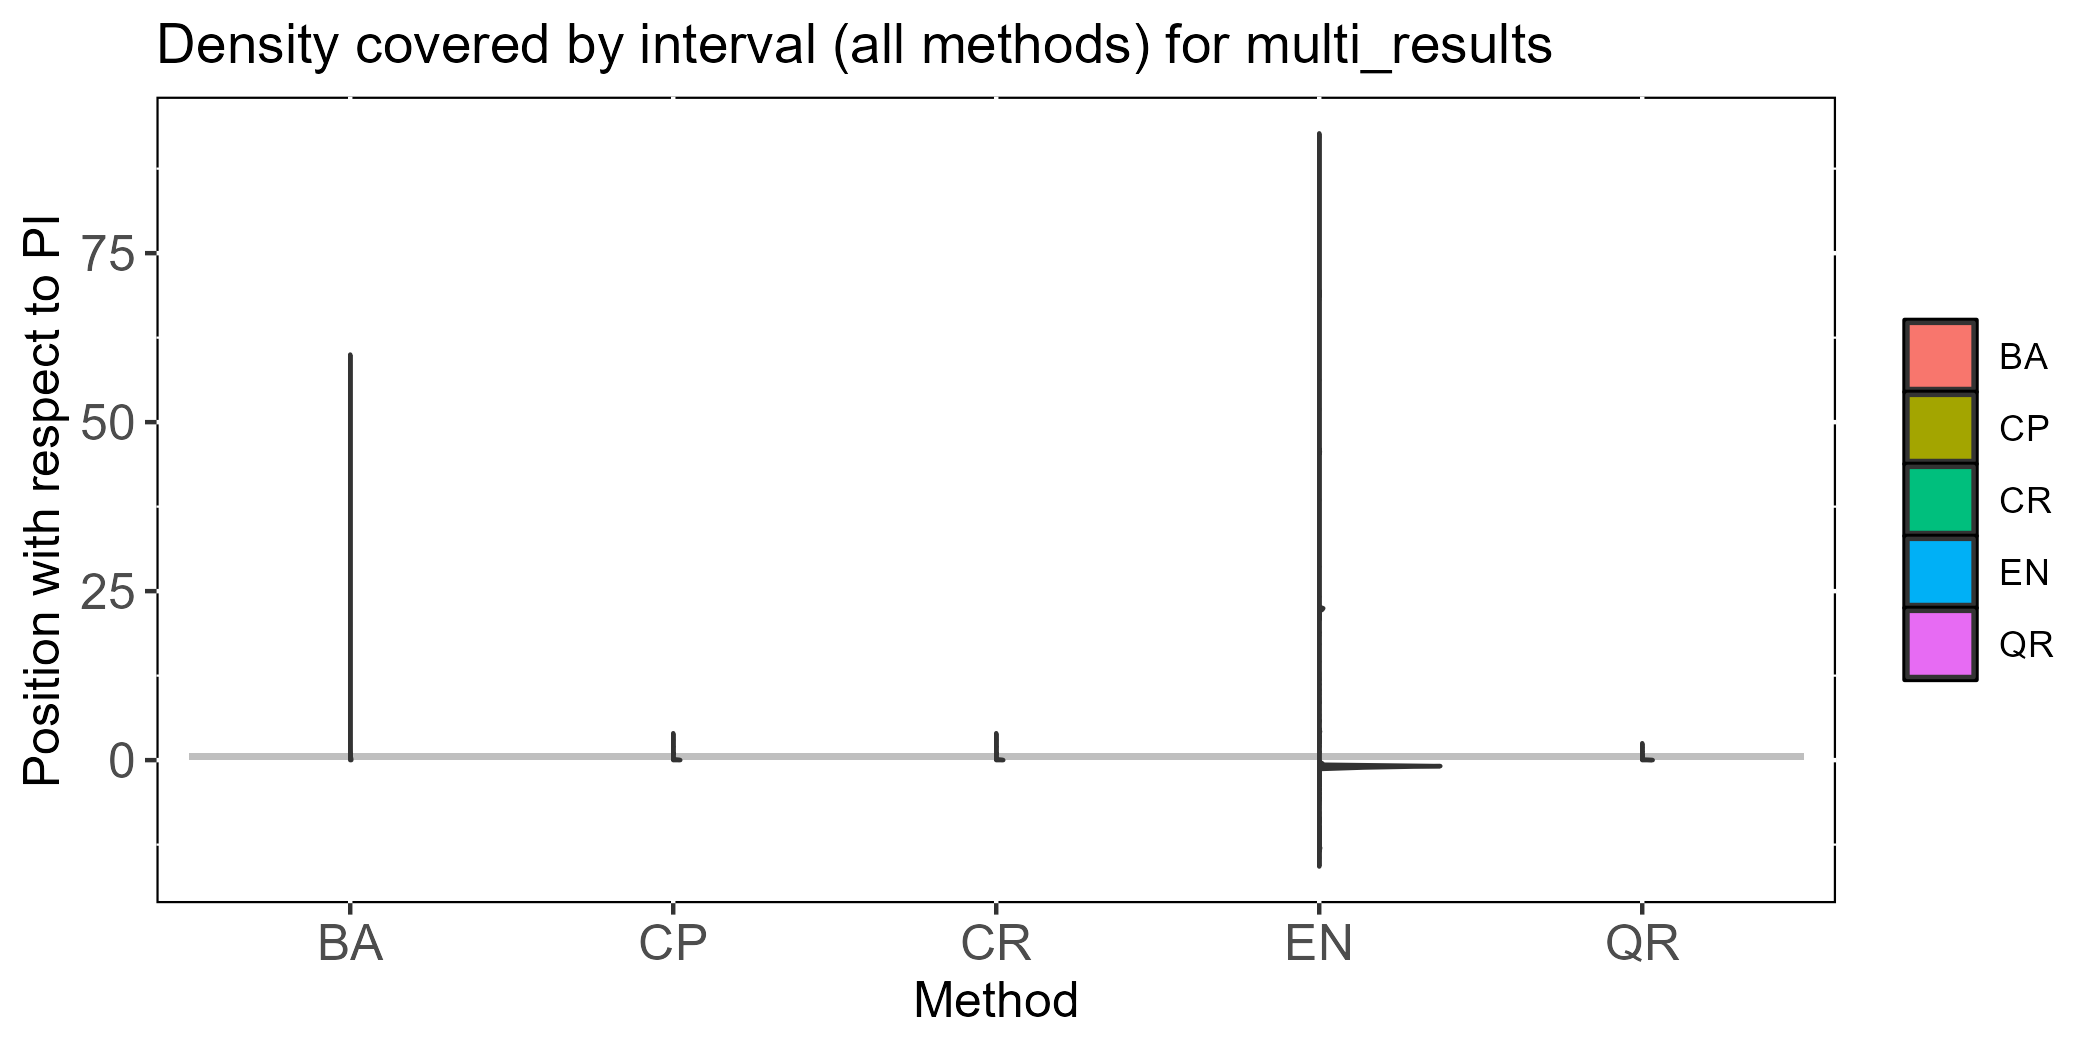 Density covered by interval (all methods) for multi_results
Position with respect to PI
75
50
25
0
BA
CP
CR
EN
QR
Method
BA
CP
CR
EN
QR